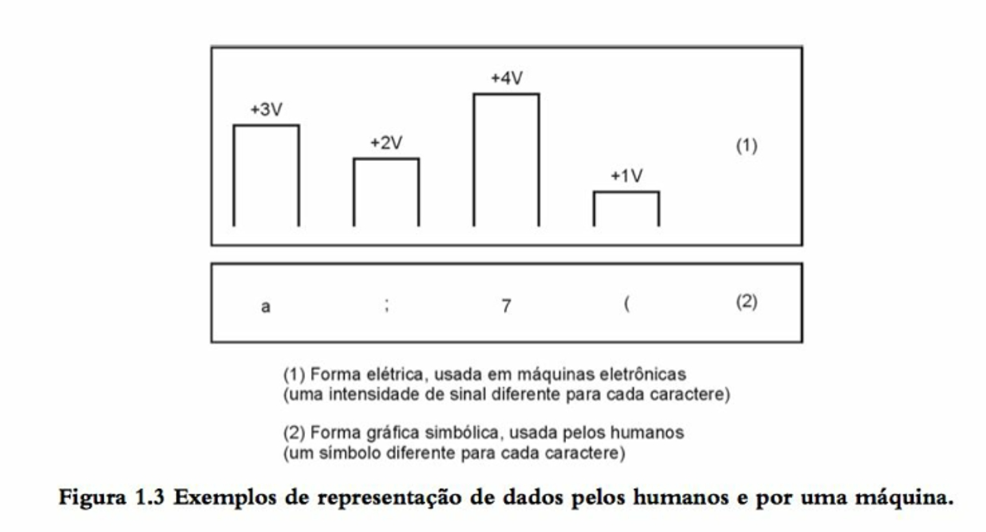 +4V
+3V
+2V
(1)
+1V
a ; 7 ( (2)
(1) Forma elétrica, usada em máquinas eletrônicas
(uma intensidade de sinal diferente para cada caractere)
(2) Forma gráfica simbólica, usada pelos humanos
(um símbolo diferente para cada caractere)
Figura 1.3 Exemplos de representação de dados pelos humanos e por uma máquina.